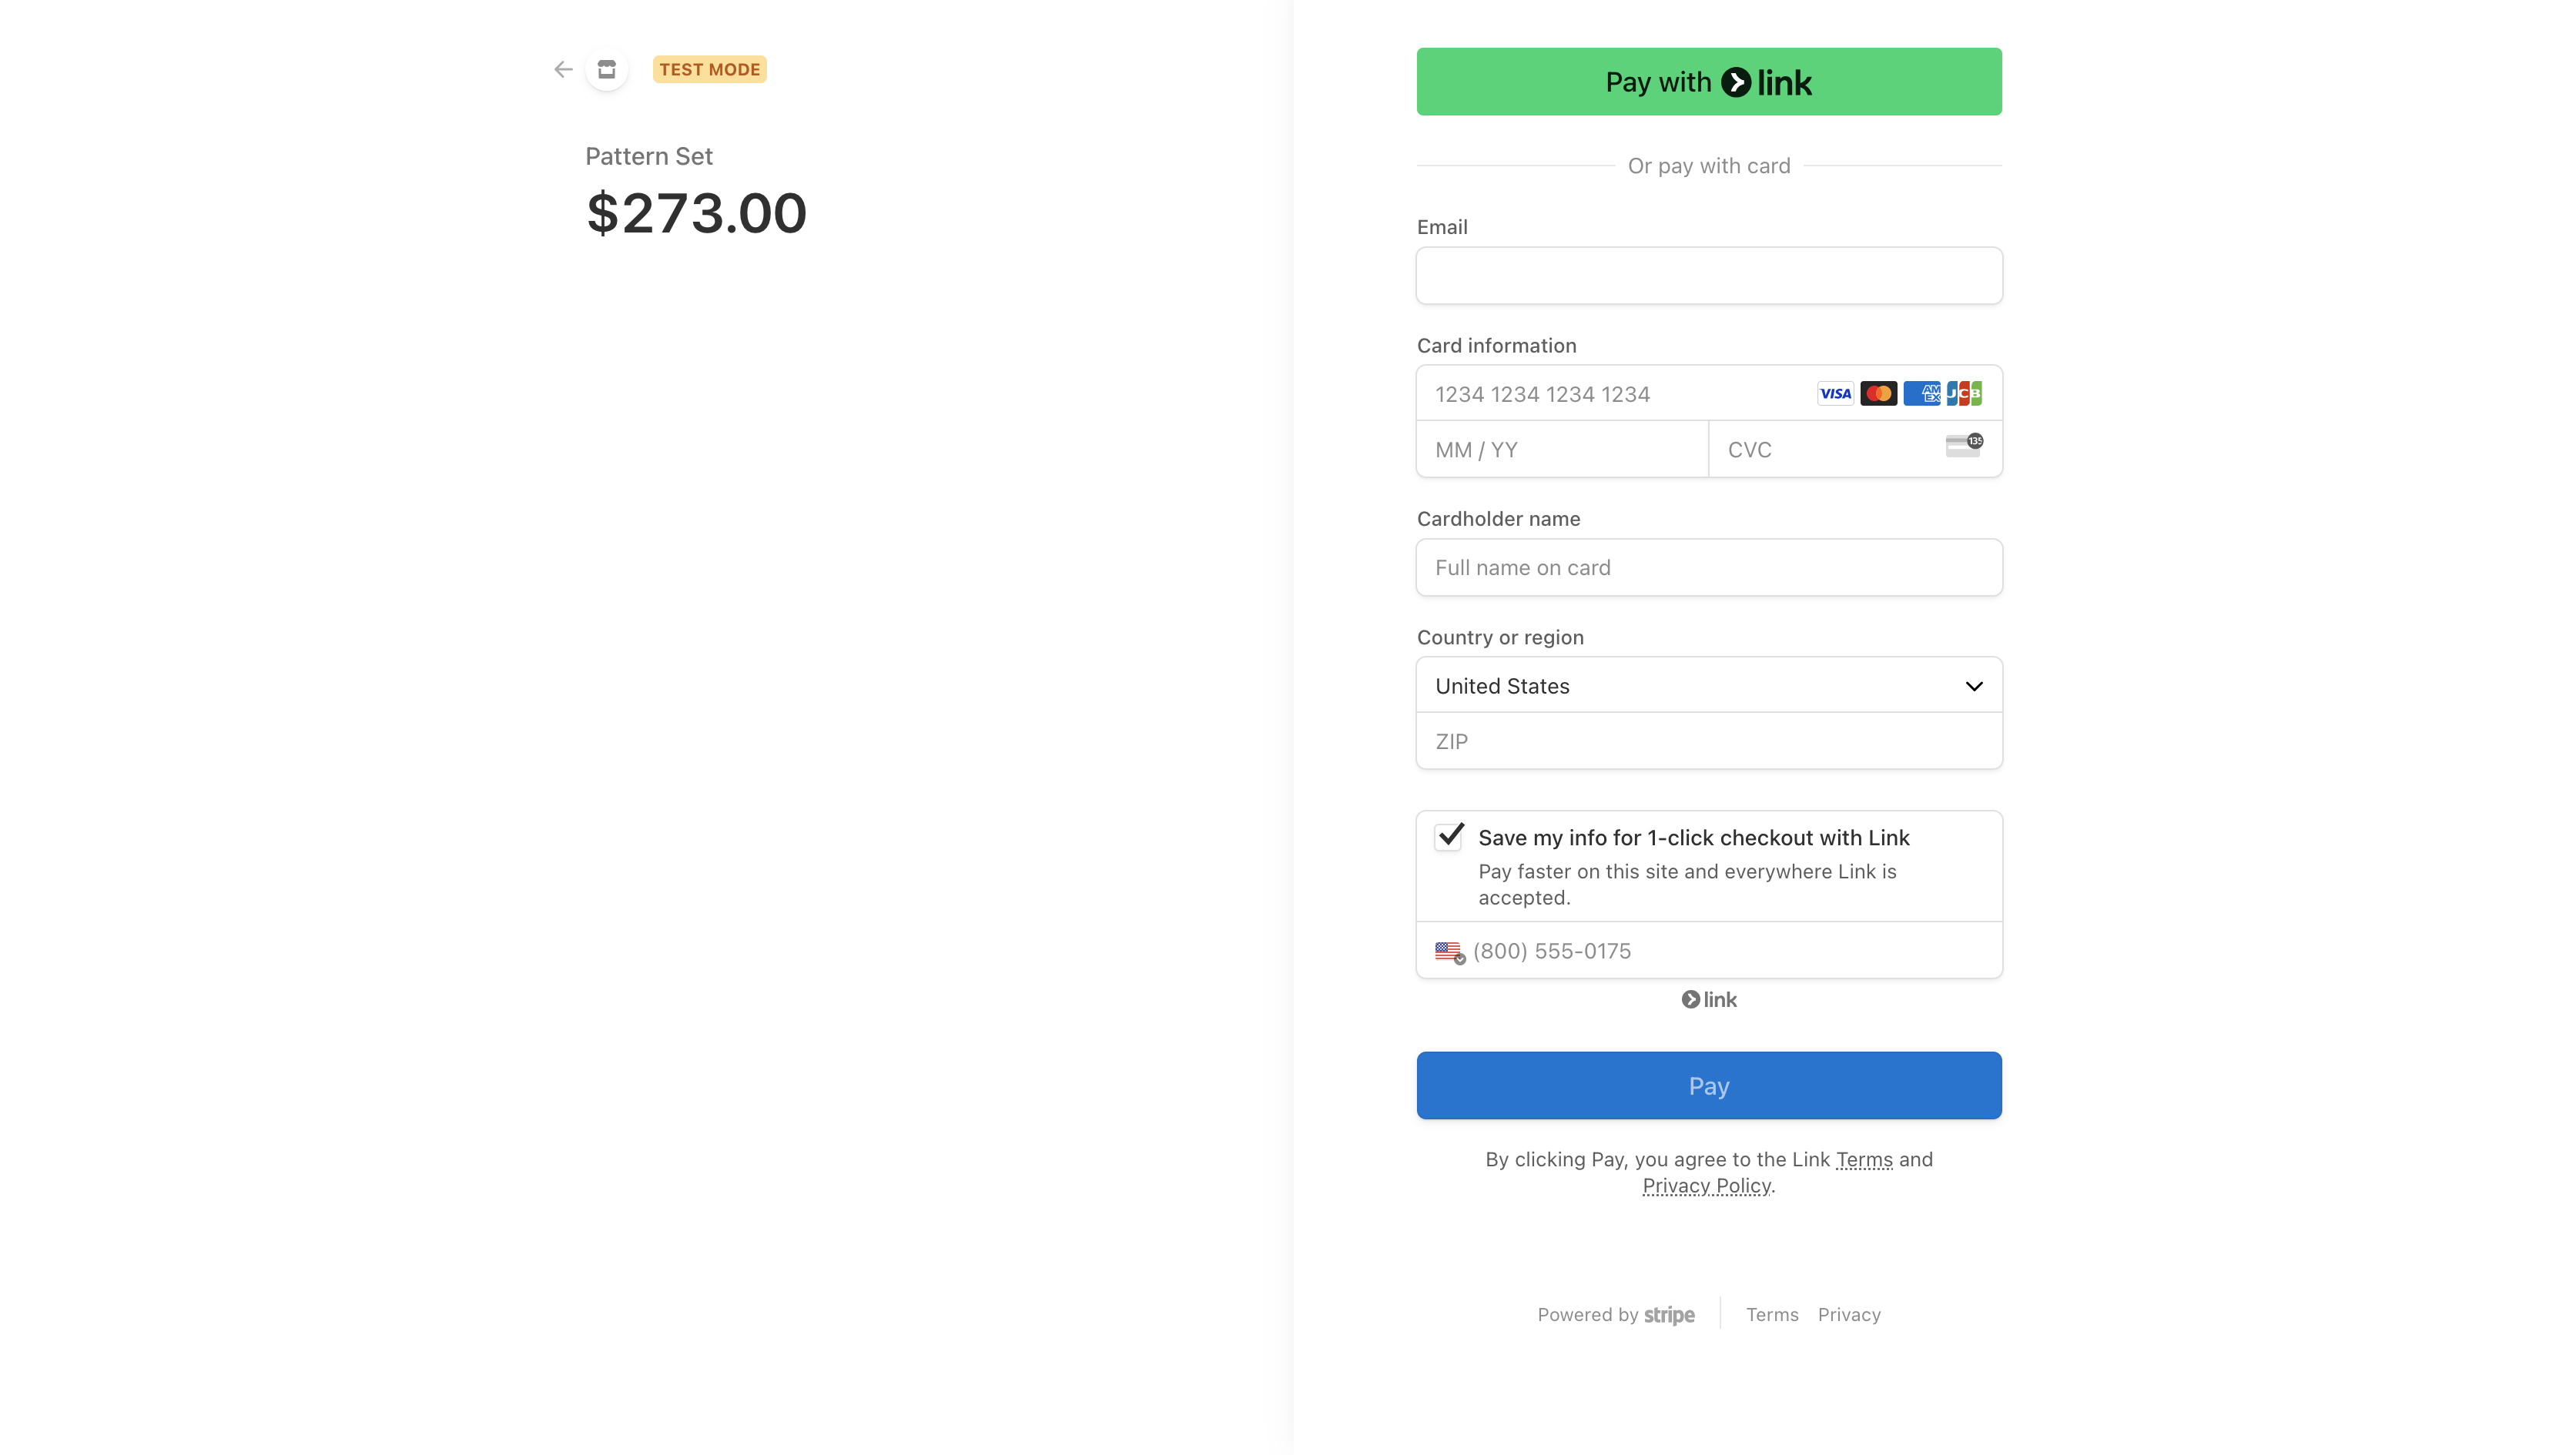 TEST MODE
Pattern Set
$273.00
Pay with link
Or pay with card
Email
Card information
1234 1234 1234 1234
VISA
AM
EX
JCB
MM / YY
CVC
135
Cardholder name
Full name on card
Country or region
United States
ZIP
Save my info for 1-click checkout with Link
Pay faster on this site and everywhere Link is
accepted.
(800) 555-0175
link
Pay
By clicking Pay, you agree to the Link Terms and
Privacy Policy.
Powered by stripe
Terms Privacy